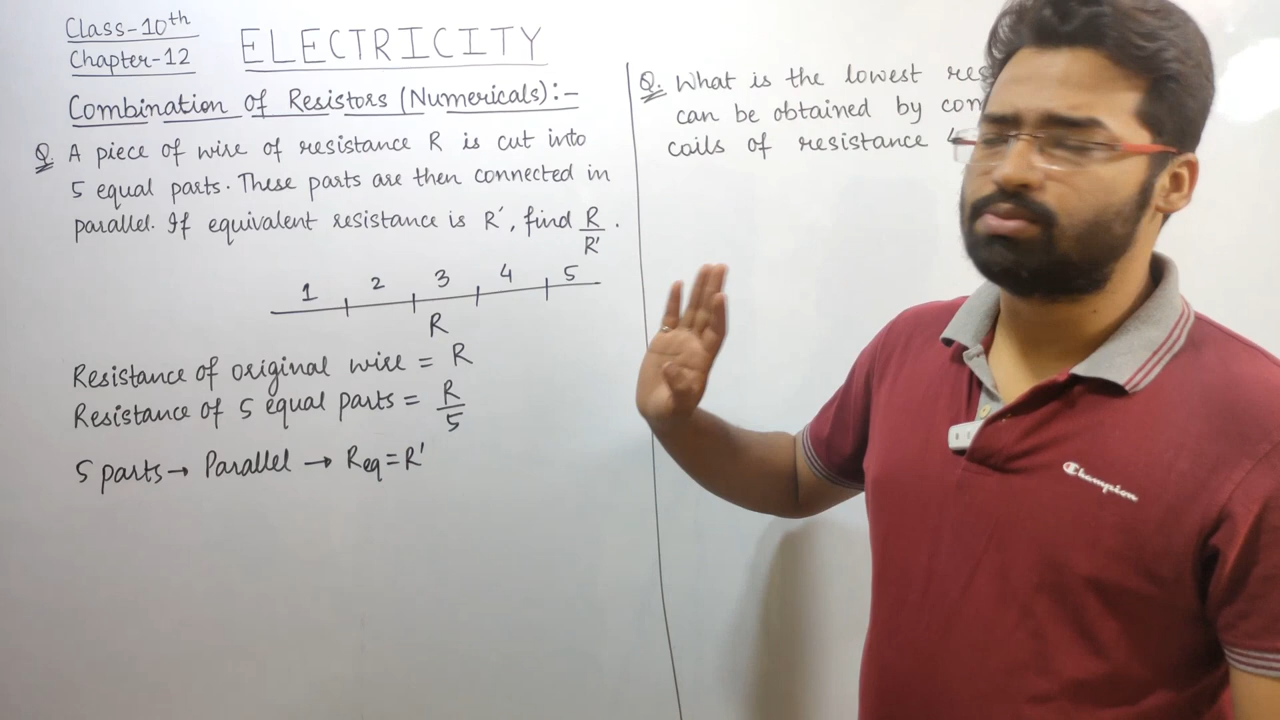 Class-10th
Chapter-12
ELECTRICITY
Combination of Resistors (Numericals):-
Q. A piece of wire of resistance R is cut into
5 equal parts. These parts are then connected in
parallel. If equivalent resistance is R', find R/R'.
1 2 3 4 5
R
Resistance of original wire = R
Resistance of 5 equal parts = R/5
5 parts → Parallel → Req = R'
Q. What is the lowest
can be obtained by
coils of resistance
Champion